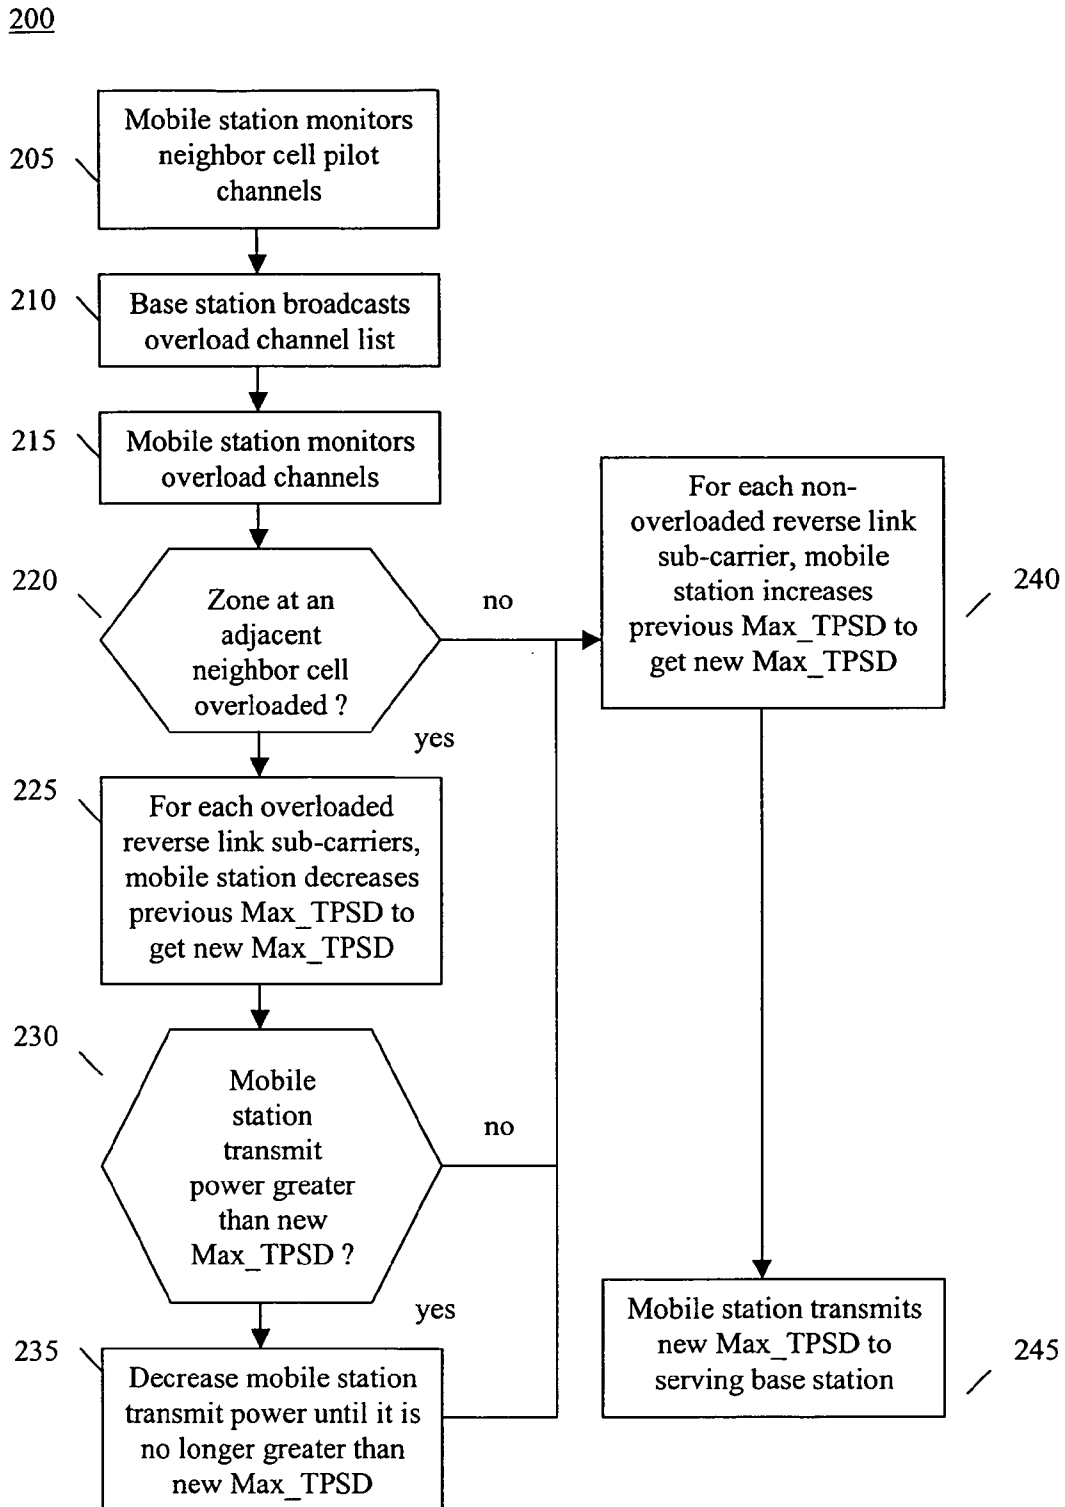 200
205
Mobile station monitors
neighbor cell pilot
channels
210
Base station broadcasts
overload channel list
215
Mobile station monitors
overload channels
220
Zone at an
adjacent
neighbor cell
overloaded ?
no
yes
225
For each overloaded
reverse link sub-carriers,
mobile station decreases
previous Max_TPSD to
get new Max_TPSD
230
Mobile
station
transmit
power greater
than new
Max_TPSD ?
no
yes
235
Decrease mobile station
transmit power until it is
no longer greater than
new Max_TPSD
For each non-
overloaded reverse link
sub-carrier, mobile
station increases
previous Max_TPSD to
get new Max_TPSD
240
Mobile station transmits
new Max_TPSD to
serving base station
245